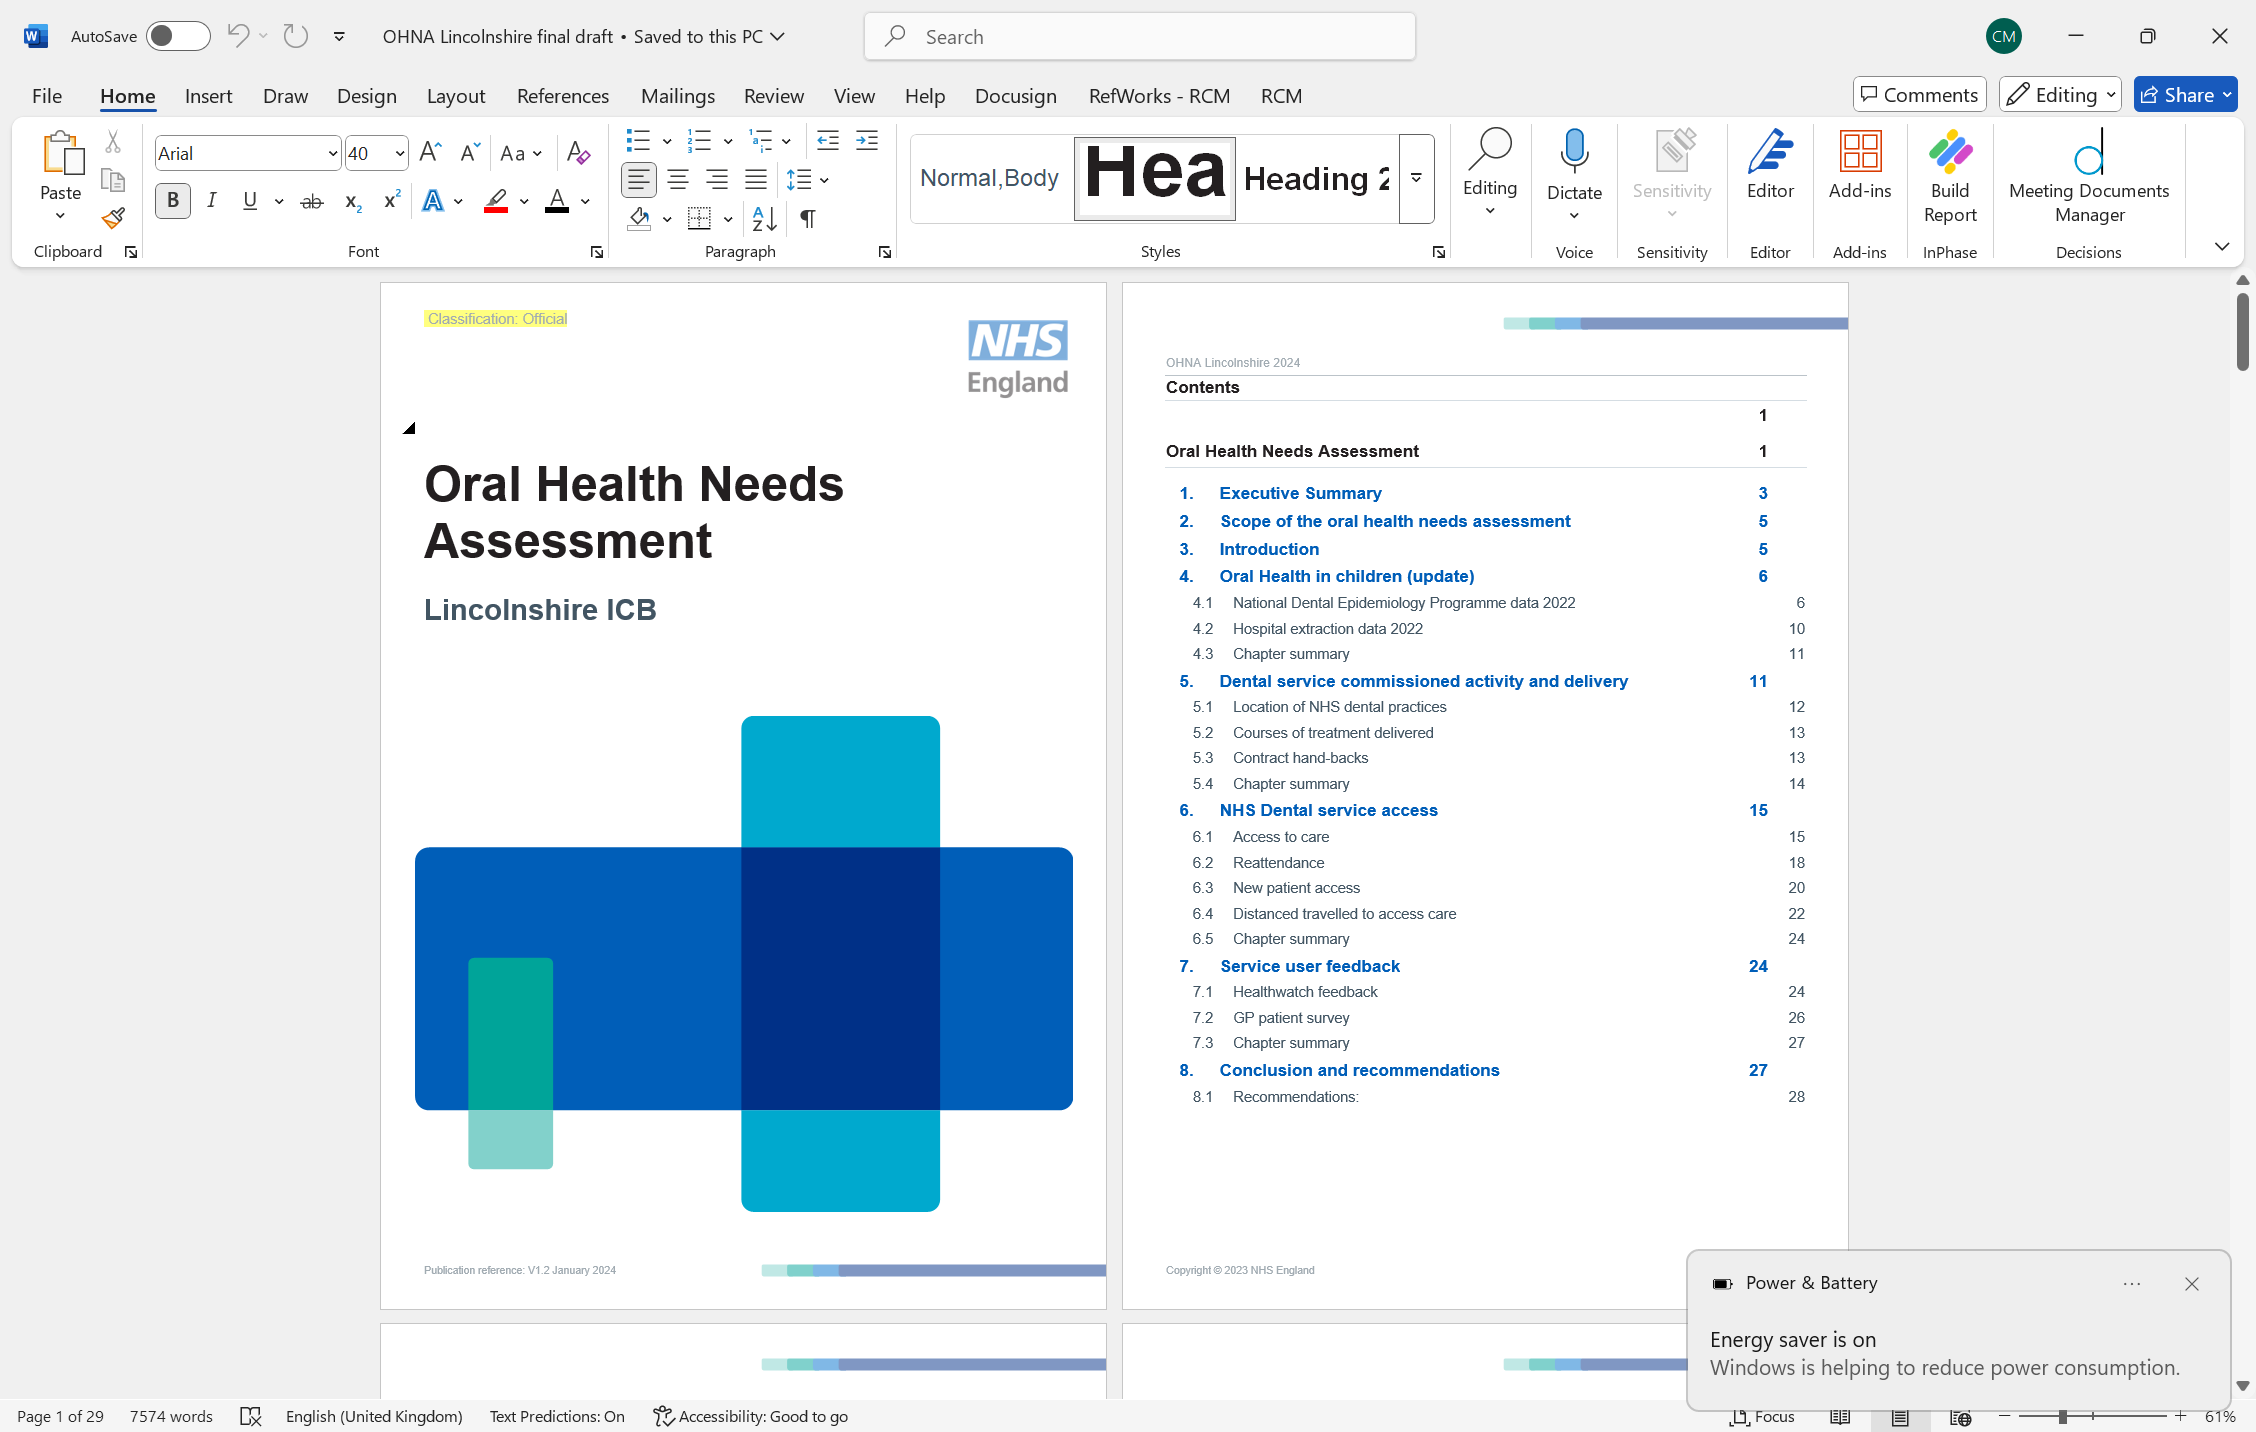 AutoSave
OHNA Lincolnshire final draft • Saved to this PC
Search
CM
File
Home
Insert
Draw
Design
Layout
References
Mailings
Review
View
Help
Docusign
RefWorks - RCM
RCM
Comments
Editing
Share
Paste
Clipboard
Arial
40
Font
Paragraph
Normal,Body
Hea
Heading 2
Styles
Editing
Dictate
Voice
Sensitivity
Sensitivity
Editor
Editor
Add-ins
Add-ins
Build
Report
InPhase
Meeting Documents
Manager
Decisions
Classification: Official
NHS
England
Oral Health Needs
Assessment
Lincolnshire ICB
Publication reference: V1.2 January 2024
OHNA Lincolnshire 2024
Contents
1
Oral Health Needs Assessment 1
1. Executive Summary 3
2. Scope of the oral health needs assessment 5
3. Introduction 5
4. Oral Health in children (update) 6
4.1 National Dental Epidemiology Programme data 2022 6
4.2 Hospital extraction data 2022 10
4.3 Chapter summary 11
5. Dental service commissioned activity and delivery 11
5.1 Location of NHS dental practices 12
5.2 Courses of treatment delivered 13
5.3 Contract hand-backs 13
5.4 Chapter summary 14
6. NHS Dental service access 15
6.1 Access to care 15
6.2 Reattendance 18
6.3 New patient access 20
6.4 Distanced travelled to access care 22
6.5 Chapter summary 24
7. Service user feedback 24
7.1 Healthwatch feedback 24
7.2 GP patient survey 26
7.3 Chapter summary 27
8. Conclusion and recommendations 27
8.1 Recommendations: 28
Copyright © 2023 NHS England
Power & Battery
Energy saver is on
Windows is helping to reduce power consumption.
Page 1 of 29
7574 words
English (United Kingdom)
Text Predictions: On
Accessibility: Good to go
Focus
61%